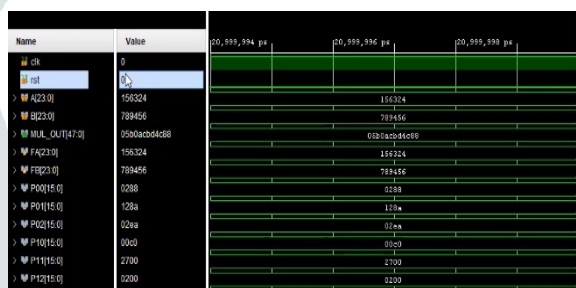 Name Value 20,999,994 ps 20,999,996 ps 20,999,998 ps
clk 0
rst 0
A[23:0] 156324 156324
B[23:0] 789456 789456
MUL_OUT[47:0] 05b0acbd4c88 05b0acbd4c88
FA[23:0] 156324 156324
FB[23:0] 789456 789456
P00[15:0] 0288 0288
P01[15:0] 128a 128a
P02[15:0] 02ea 02ea
P10[15:0] 00c0 00c0
P11[15:0] 2700 2700
P12[15:0] 0200 0200